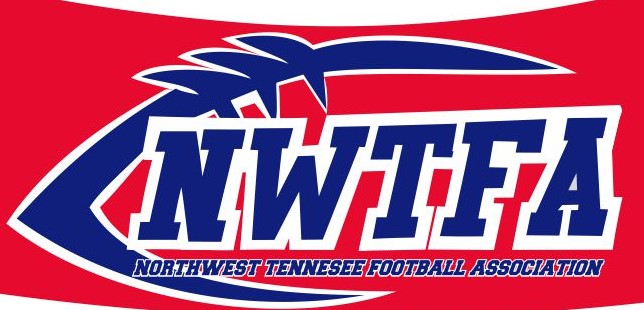 NWTFA
NORTHWEST TENNESEE FOOTBALL ASSOCIATION